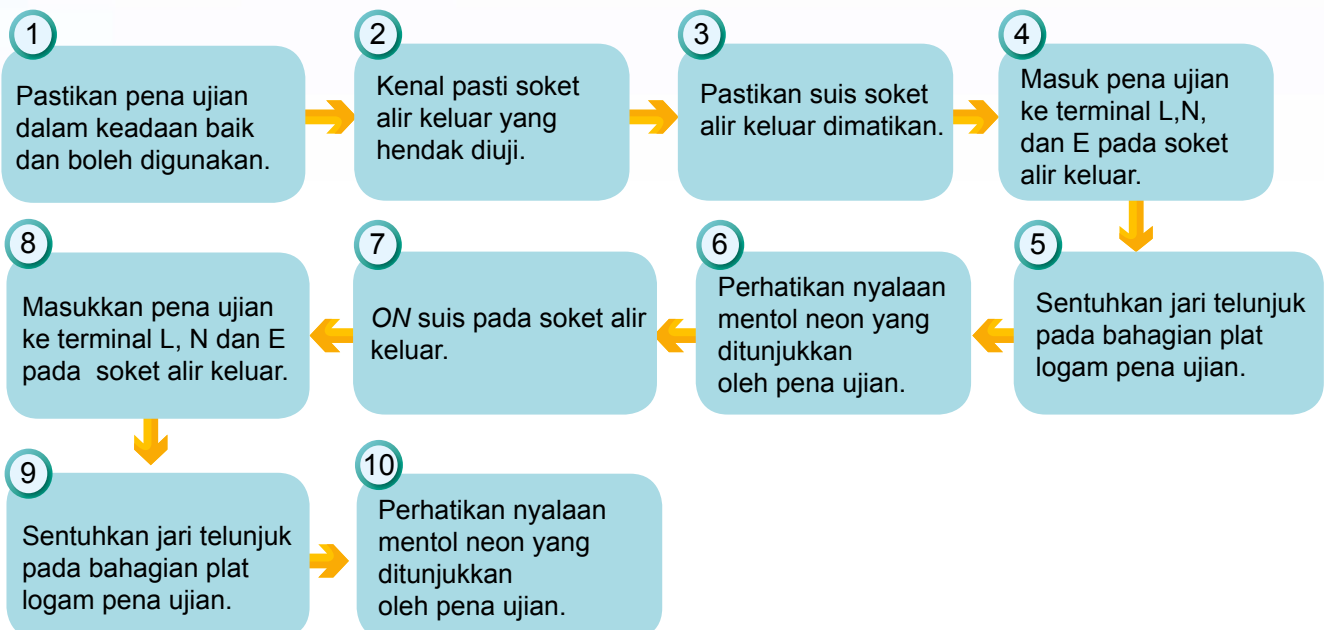 1
Pastikan pena ujian
dalam keadaan baik
dan boleh digunakan.
2
Kenal pasti soket
alir keluar yang
hendak diuji.
3
Pastikan suis soket
alir keluar dimatikan.
4
Masuk pena ujian
ke terminal L,N,
dan E pada soket
alir keluar.
5
Sentuhkan jari telunjuk
pada bahagian plat
logam pena ujian.
6
Perhatikan nyalaan
mentol neon yang
ditunjukkan
oleh pena ujian.
7
ON suis pada soket alir
keluar.
8
Masukkan pena ujian
ke terminal L, N dan E
pada soket alir keluar.
9
Sentuhkan jari telunjuk
pada bahagian plat
logam pena ujian.
10
Perhatikan nyalaan
mentol neon yang
ditunjukkan
oleh pena ujian.